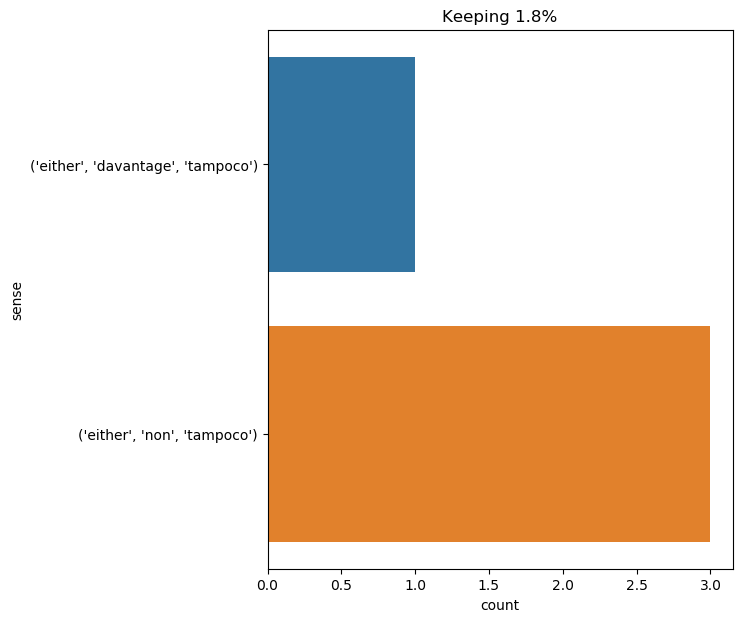 Keeping 1.8%
sense
('either', 'davantage', 'tampoco')
('either', 'non', 'tampoco')
0.0 0.5 1.0 1.5 2.0 2.5 3.0
count